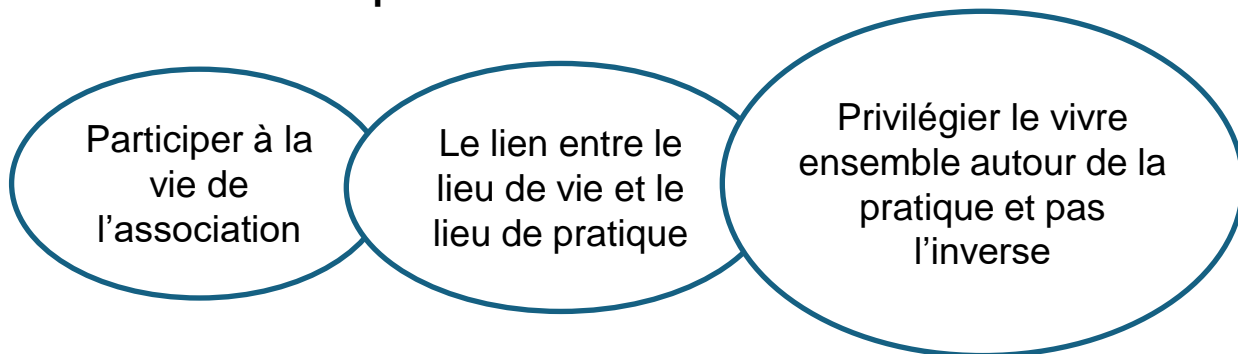 Participer à la
vie de
l’association
Le lien entre le
lieu de vie et le
lieu de pratique
Privilégier le vivre
ensemble autour de la
pratique et pas
l’inverse